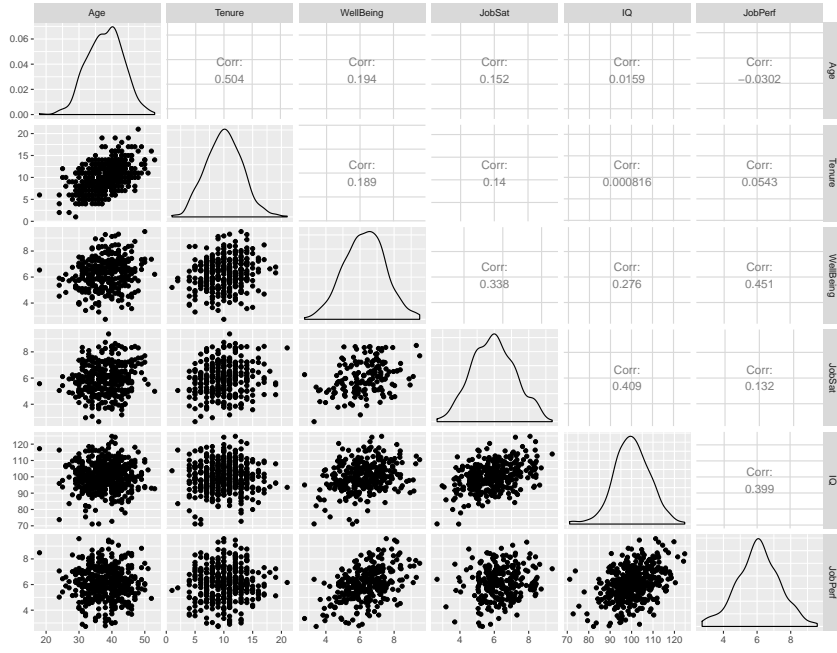 Age Tenure WellBeing JobSat IQ JobPerf
0.06
0.04
0.02
0.00
Corr:
0.504
Corr:
0.194
Corr:
0.152
Corr:
0.0159
Corr:
−0.0302
Age
20
15
10
5
0
Corr:
0.189
Corr:
0.14
Corr:
0.000816
Corr:
0.0543
Tenure
8
6
4
Corr:
0.338
Corr:
0.276
Corr:
0.451
WellBeing
8
6
4
Corr:
0.409
Corr:
0.132
JobSat
120
110
100
90
80
70
Corr:
0.399
IQ
8
6
4
JobPerf
20 30 40 50 0 5 10 15 20 4 6 8 4 6 8 70 80 90 100 110 120 4 6 8